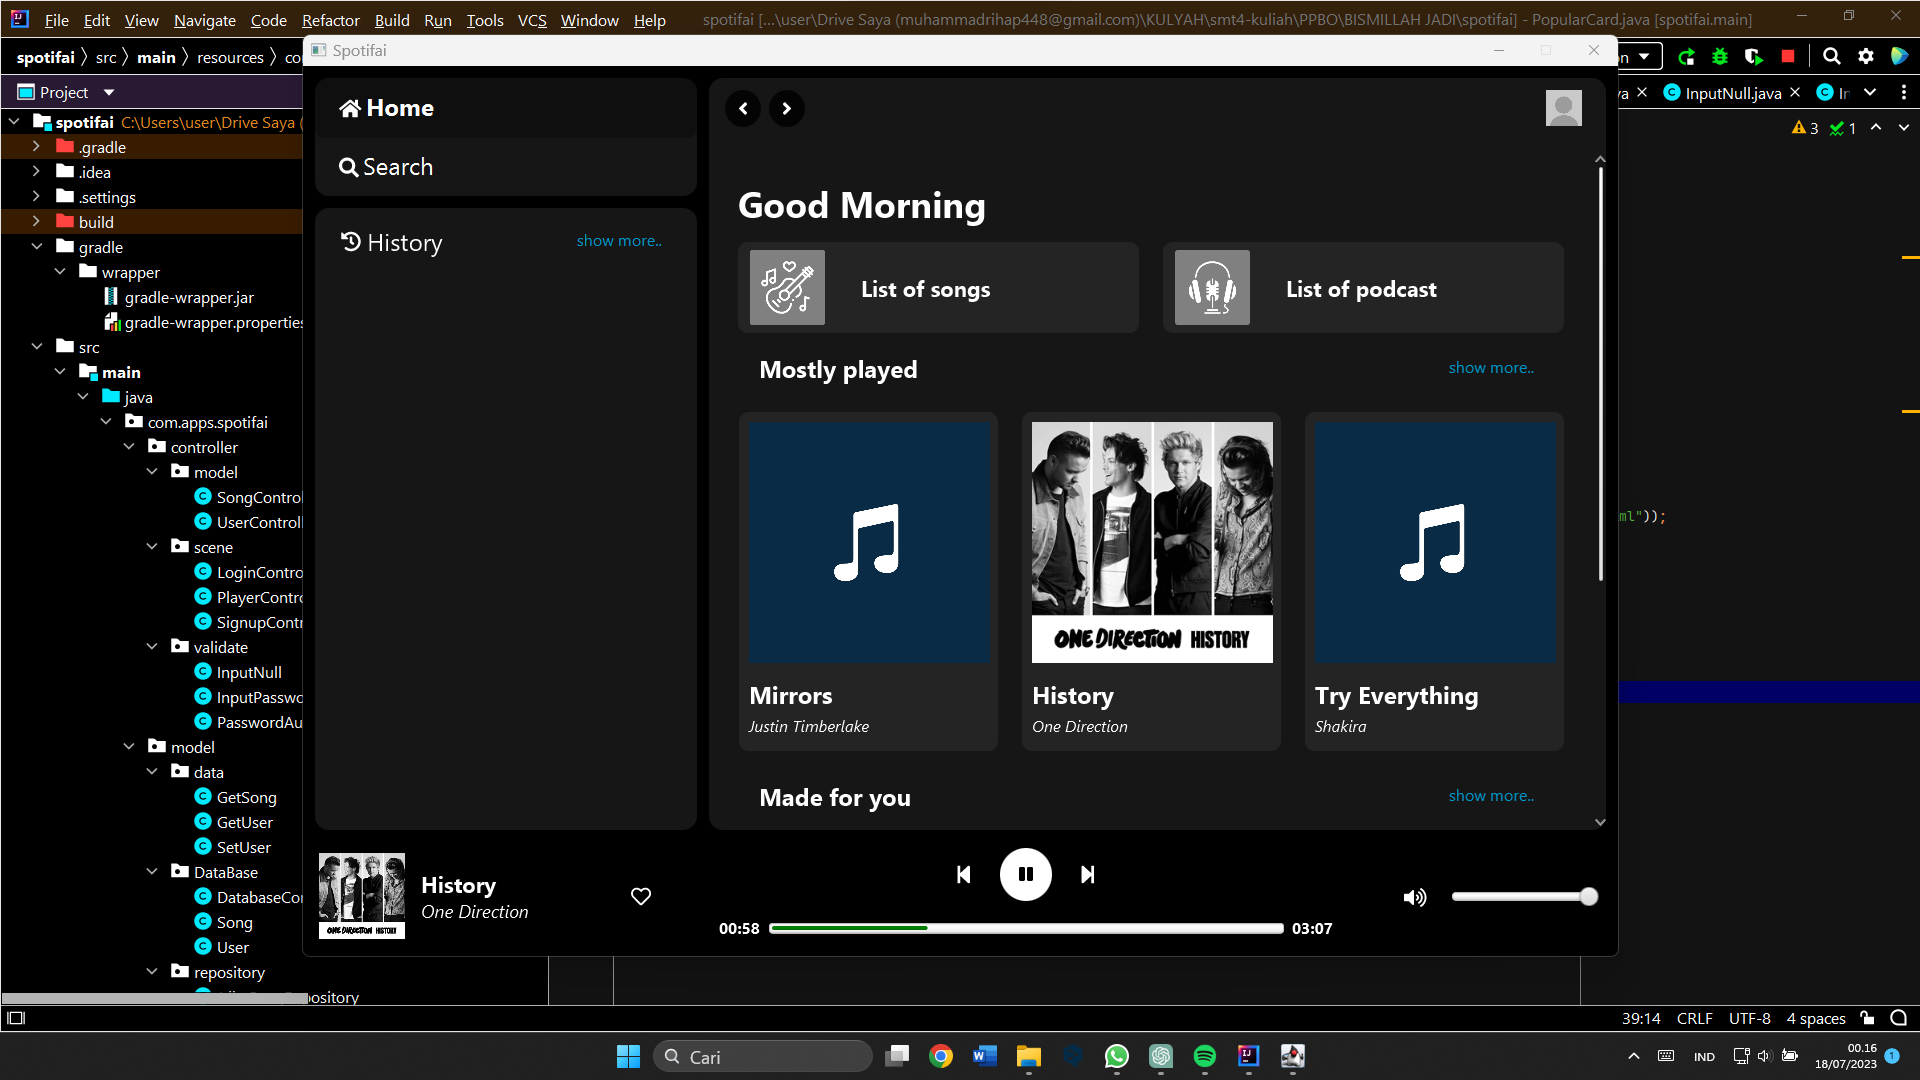 File Edit View Navigate Code Refactor Build Run Tools VCS Window Help
spotifai [...\user\Drive Saya (muhammadrihap448@gmail.com)\KULYAH\smt4-kuliah\PPBO\BISMILLAH JADI\spotifai] - PopularCard.java [spotifai.main]
spotifai src main resources
Project
spotifai C:\Users\user\Drive Saya (
.gradle
.idea
.settings
build
gradle
wrapper
gradle-wrapper.jar
gradle-wrapper.properties
src
main
java
com.apps.spotifai
controller
model
SongControl
UserControll
scene
LoginContro
PlayerContro
SignupContr
validate
InputNull
InputPasswo
PasswordAu
model
data
GetSong
GetUser
SetUser
DataBase
DatabaseCon
Song
User
repository
pository
Spotifai
Home
Search
History
show more..
Good Morning
List of songs
List of podcast
Mostly played
show more..
ONE DIRECTION HISTORY
Mirrors
Justin Timberlake
History
One Direction
Try Everything
Shakira
Made for you
show more..
ONE DIRECTION HISTORY
History
One Direction
00:58
03:07
InputNull.java
3
1
ml"));
39:14 CRLF UTF-8 4 spaces
Cari
IND
00.16
18/07/2023
1